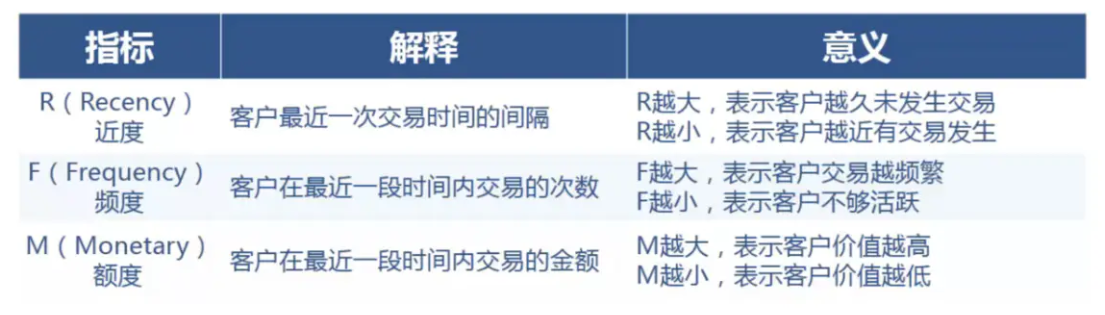 指标 解释 意义
R（Recency） 近度 客户最近一次交易时间的间隔 R越大，表示客户越久未发生交易
R越小，表示客户越近有交易发生
F（Frequency） 频度 客户在最近一段时间内交易的次数 F越大，表示客户交易越频繁
F越小，表示客户不够活跃
M（Monetary） 额度 客户在最近一段时间内交易的金额 M越大，表示客户价值越高
M越小，表示客户价值越低